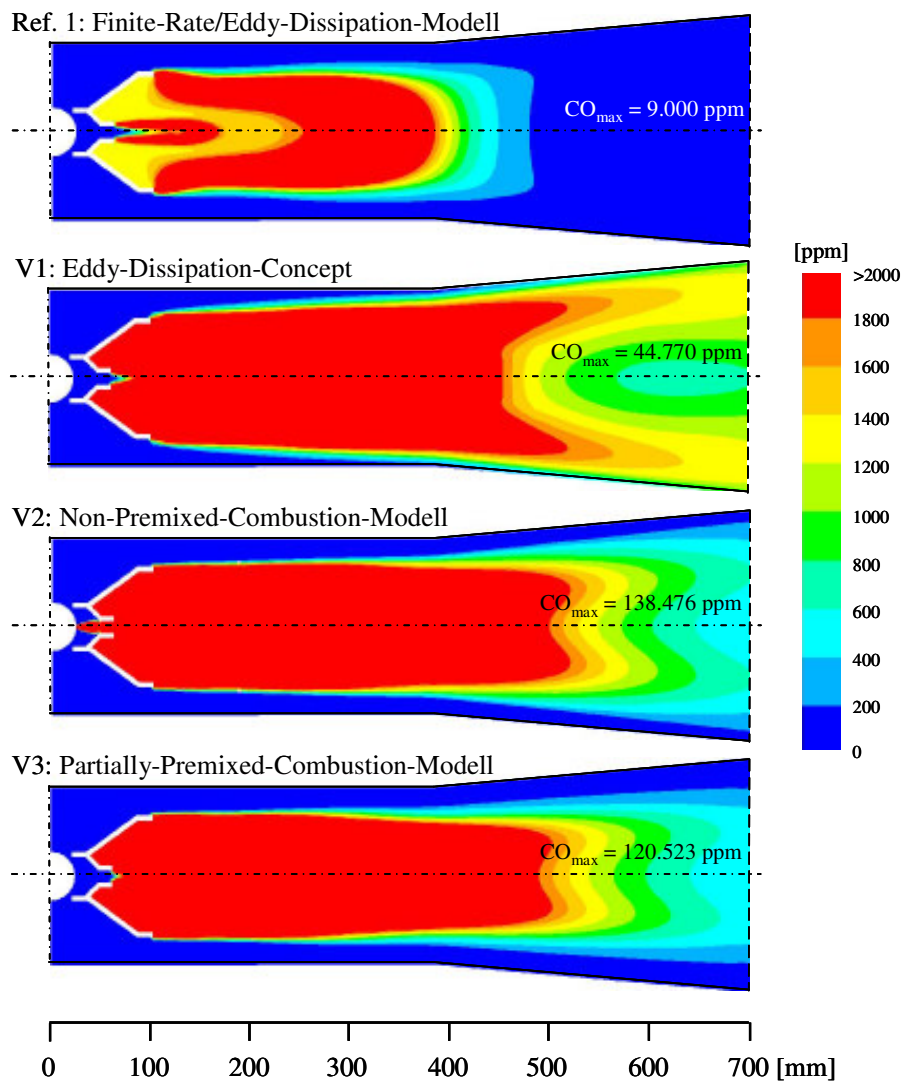 Ref. 1: Finite-Rate/Eddy-Dissipation-Modell
COmax = 9.000 ppm
V1: Eddy-Dissipation-Concept
[ppm]
COmax = 44.770 ppm
>2000
1800
1600
1400
1200
1000
800
600
400
200
0
V2: Non-Premixed-Combustion-Modell
COmax = 138.476 ppm
V3: Partially-Premixed-Combustion-Modell
COmax = 120.523 ppm
0 100 200 300 400 500 600 700 [mm]